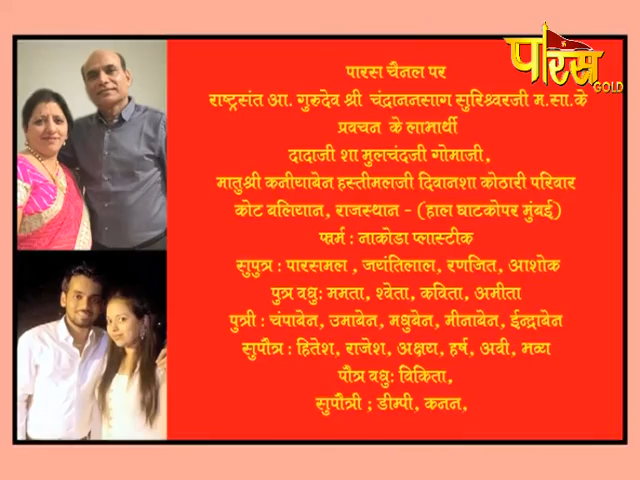 पारस
GOLD
पारस चैनल पर
राष्ट्रसंत आ. गुरुदेव श्री चंद्राननसाग सुरिश्वरजी म.सा.के
प्रवचन के लाभार्थी
दादाजी शा मुलचंदजी गोमाजी,
मातुश्री कनीयाबेन हस्तीमलजी दिवानशा कोठारी परिवार
कोट बलियान, राजस्थान - (हाल घाटकोपर मुंबई)
फर्म : नाकोडा प्लास्टीक
सुपुत्र : पारसमल , जयंतिलाल, रणजित, आशोक
पुत्र वधु: ममता, श्वेता, कविता, अमीता
पुत्री : चंपाबेन, उमाबेन, मधुबेन, मीनाबेन, ईन्द्राबेन
सुपौत्र : हितेश, राजेश, अक्षय, हर्ष, अवी, भव्य
पौत्र वधु: बिकिता,
सुपौत्री ; डीम्पी, कनन,